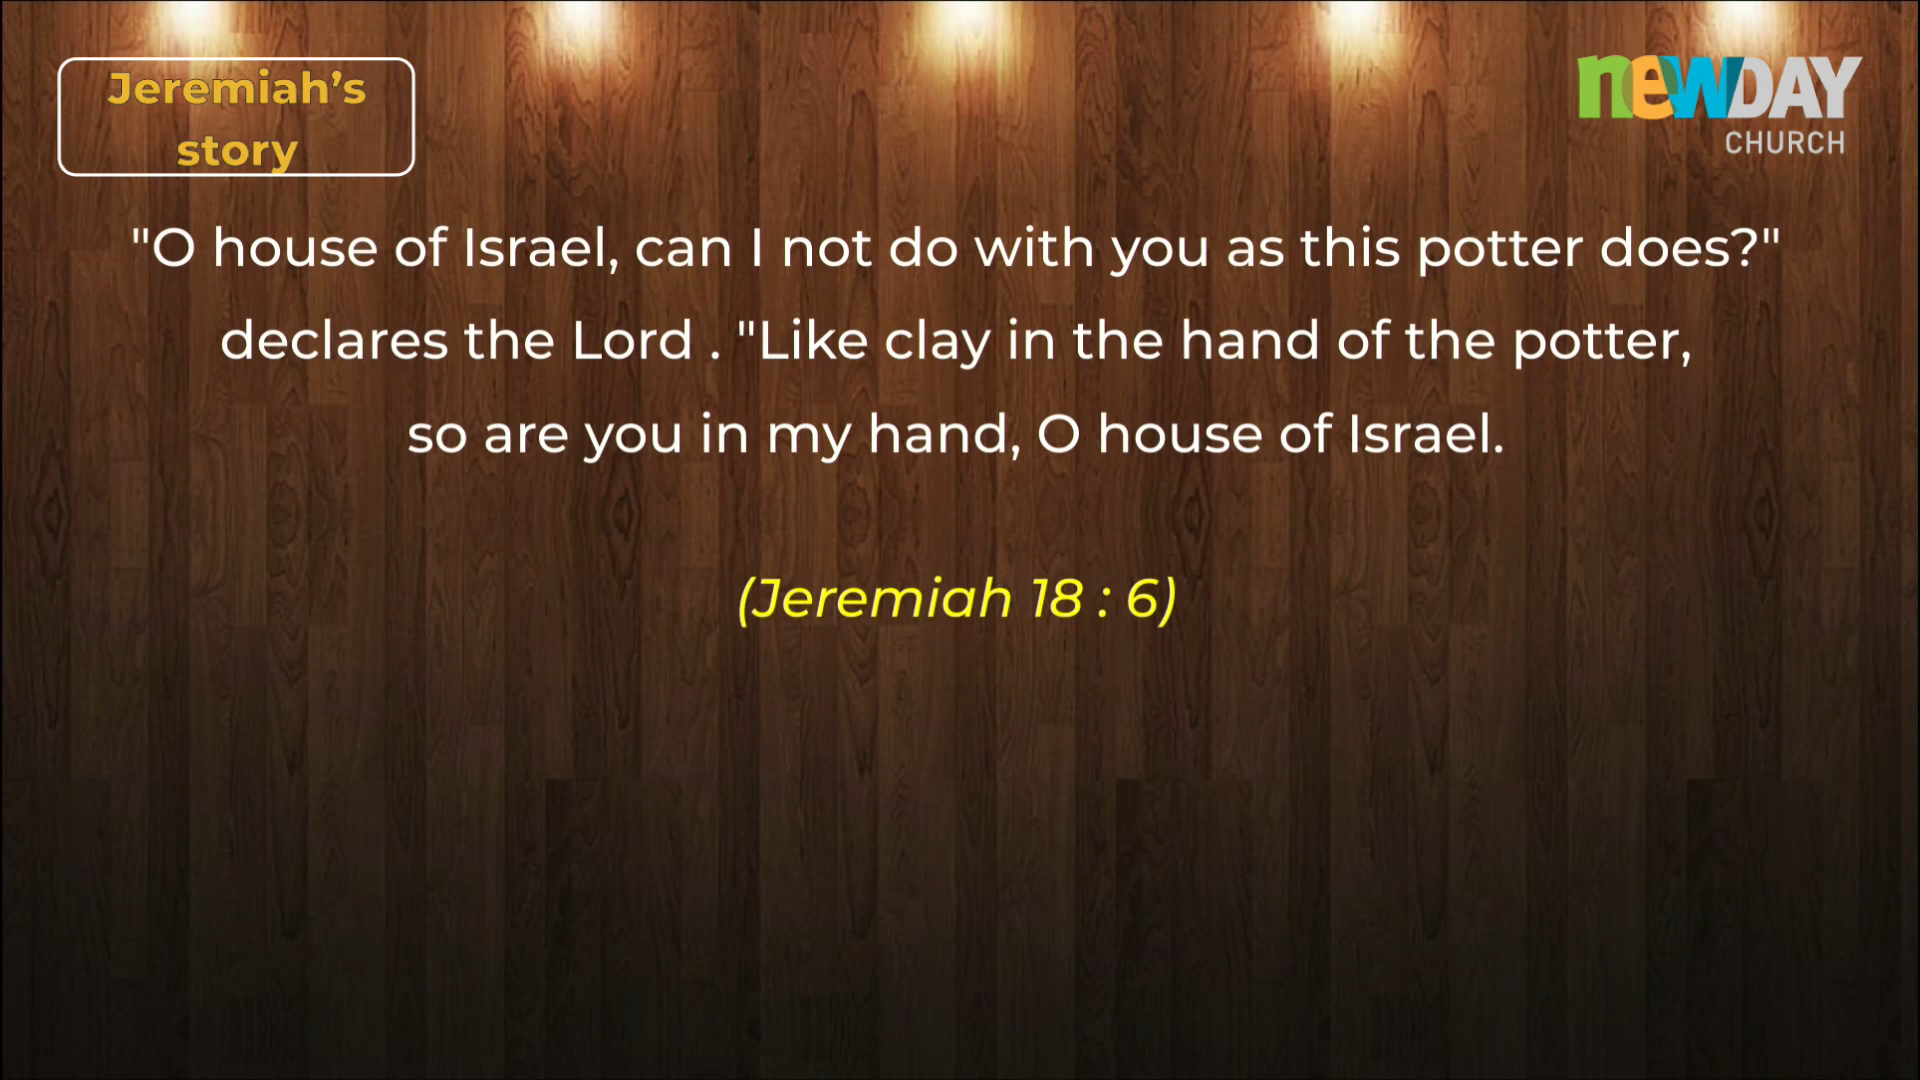 Jeremiah’s
story
newDAY
CHURCH
"O house of Israel, can I not do with you as this potter does?"
declares the Lord . "Like clay in the hand of the potter,
so are you in my hand, O house of Israel.
(Jeremiah 18 : 6)